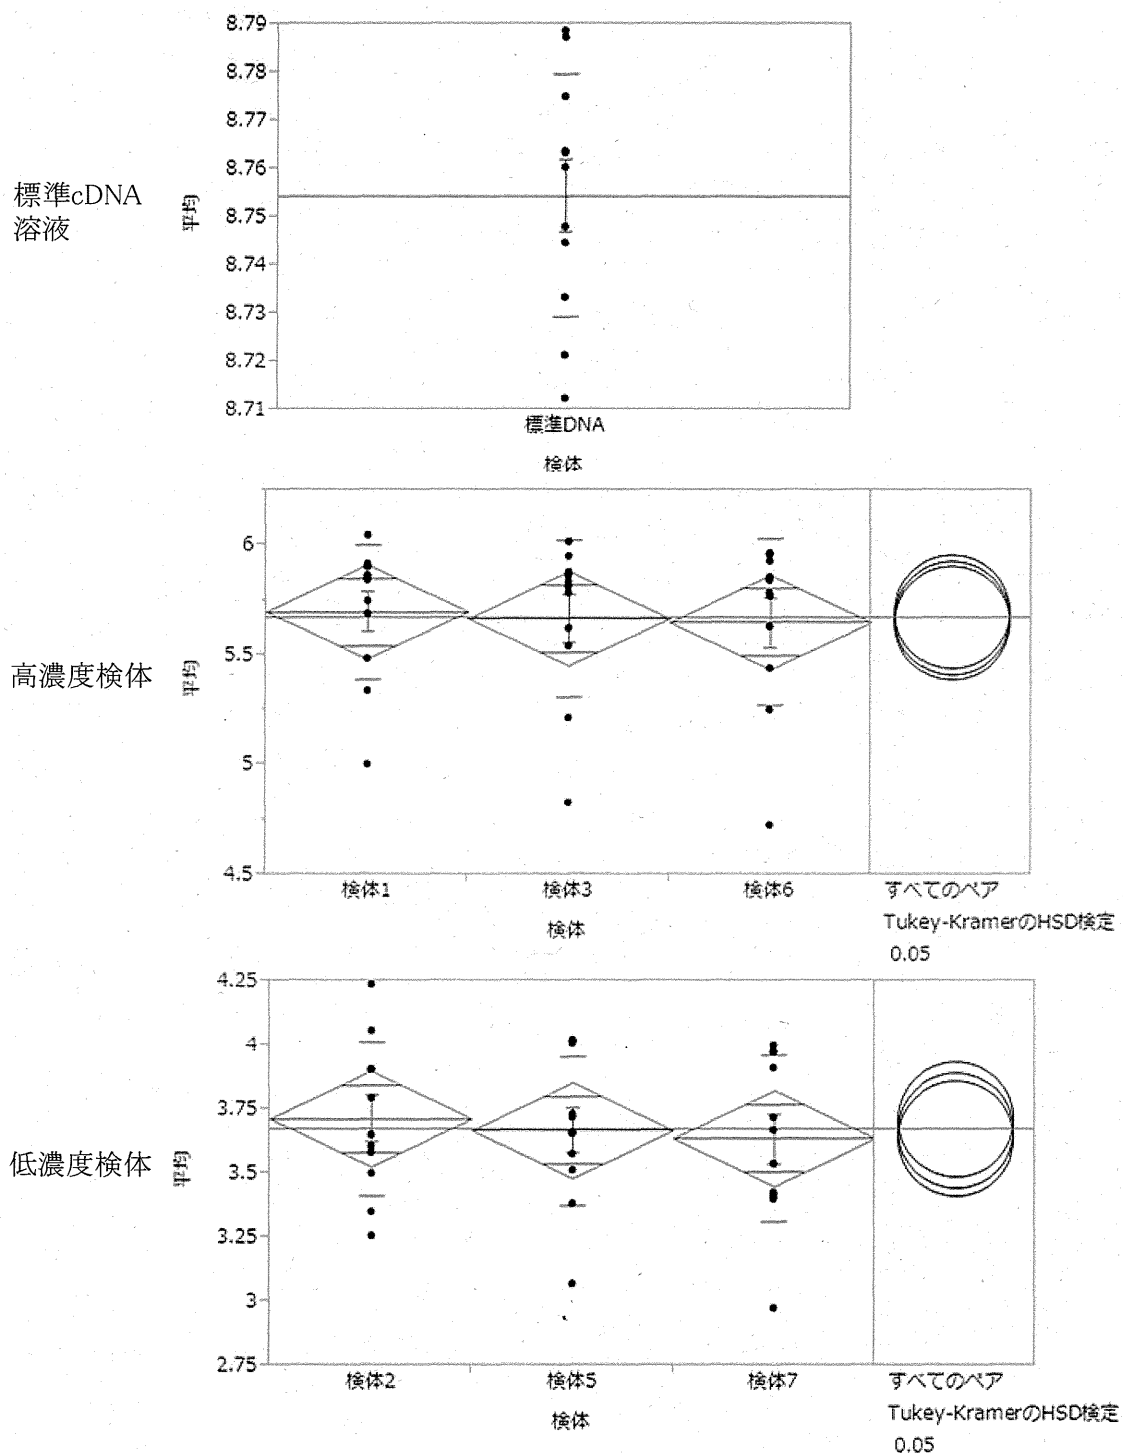 標準cDNA
溶液
平均
8.79
8.78
8.77
8.76
8.75
8.74
8.73
8.72
8.71
標準DNA
検体
高濃度検体
平均
6
5.5
5
4.5
検体1
検体3
検体6
すべてのペア
Tukey-KramerのHSD検定
0.05
検体
低濃度検体
平均
4.25
4
3.75
3.5
3.25
3
2.75
検体2
検体5
検体7
すべてのペア
Tukey-KramerのHSD検定
0.05
検体